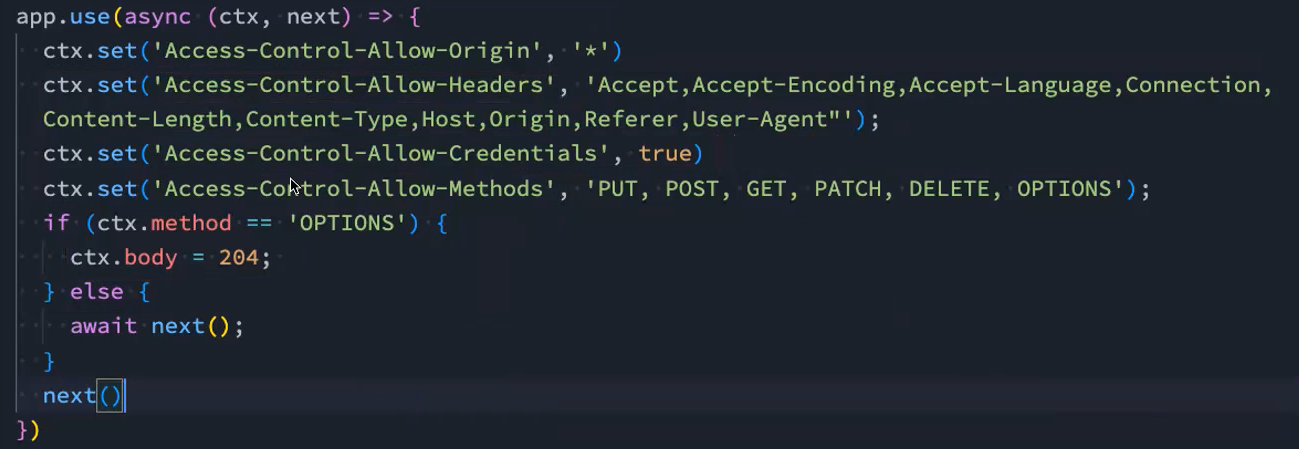 app.use(async (ctx, next) => {
  ctx.set('Access-Control-Allow-Origin', '*')
  ctx.set('Access-Control-Allow-Headers', 'Accept,Accept-Encoding,Accept-Language,Connection,
  Content-Length,Content-Type,Host,Origin,Referer,User-Agent"');
  ctx.set('Access-Control-Allow-Credentials', true)
  ctx.set('Access-Control-Allow-Methods', 'PUT, POST, GET, PATCH, DELETE, OPTIONS');
  if (ctx.method == 'OPTIONS') {
    ctx.body = 204;
  } else {
    await next();
  }
  next()
})